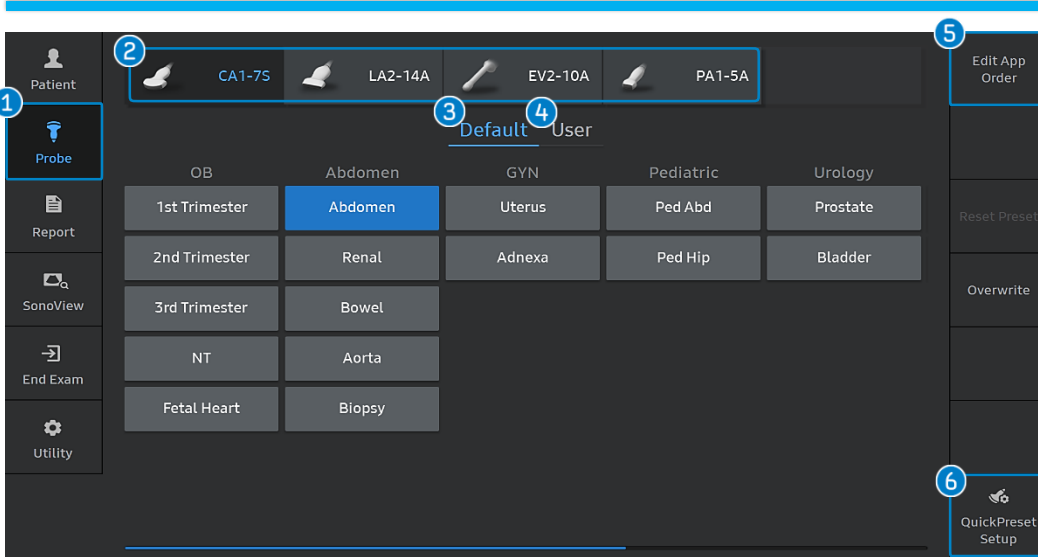 5
2
Patient
CA1-7S
LA2-14A
EV2-10A
PA1-5A
Edit App
Order
1
Probe
3
4
Default
User
OB
Abdomen
GYN
Pediatric
Urology
Report
1st Trimester
Abdomen
Uterus
Ped Abd
Prostate
Reset Preset
2nd Trimester
Renal
Adnexa
Ped Hip
Bladder
SonoView
3rd Trimester
Bowel
Overwrite
End Exam
NT
Aorta
Fetal Heart
Biopsy
Utility
6
QuickPreset
Setup